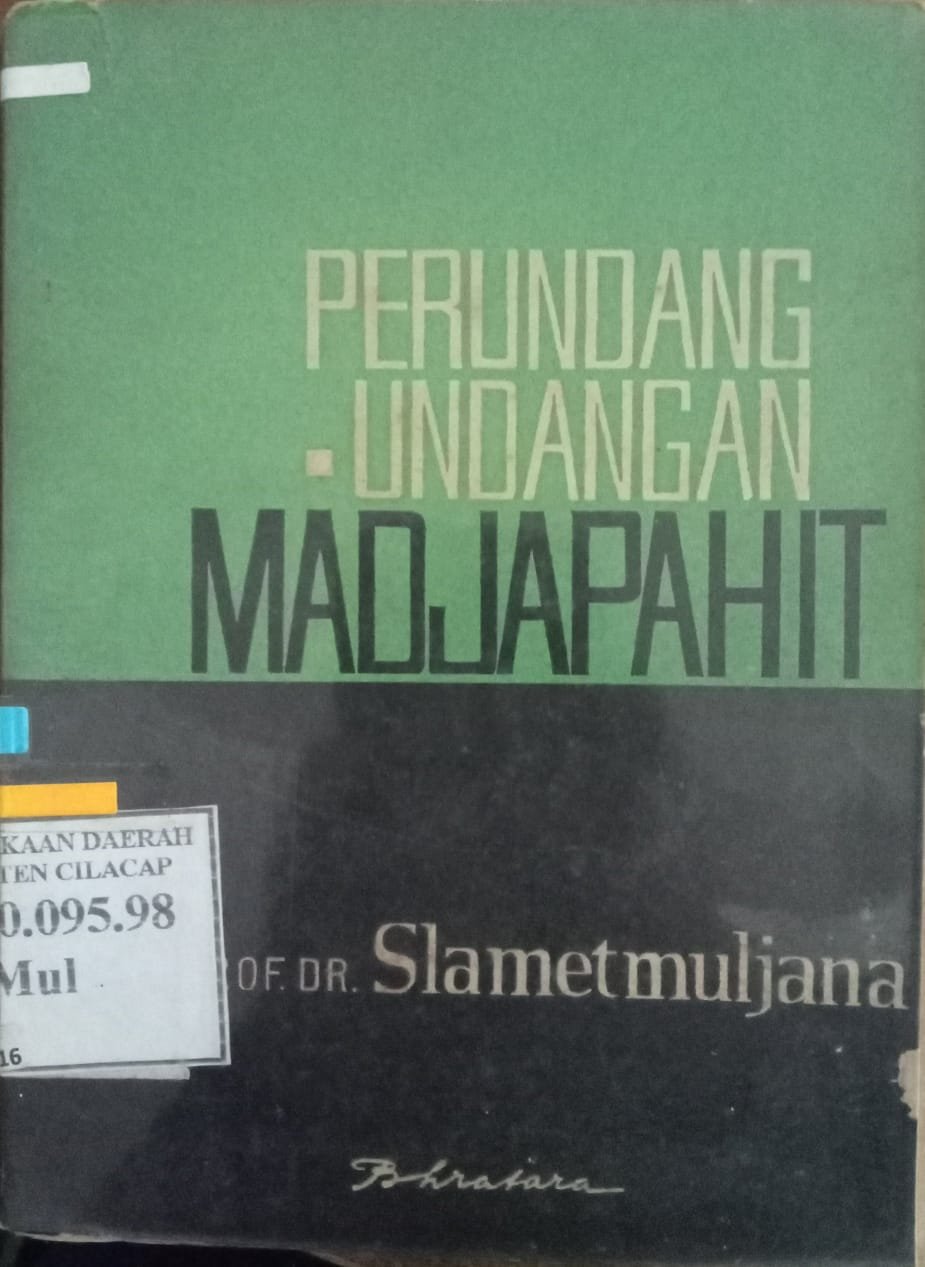 PERUNDANG
-UNDANGAN
MADJAPAHIT
KAAN DAERAH
TEN CILACAP
0.095.98
Mul
16
OF. DR. Slametmuljana
Bhratara